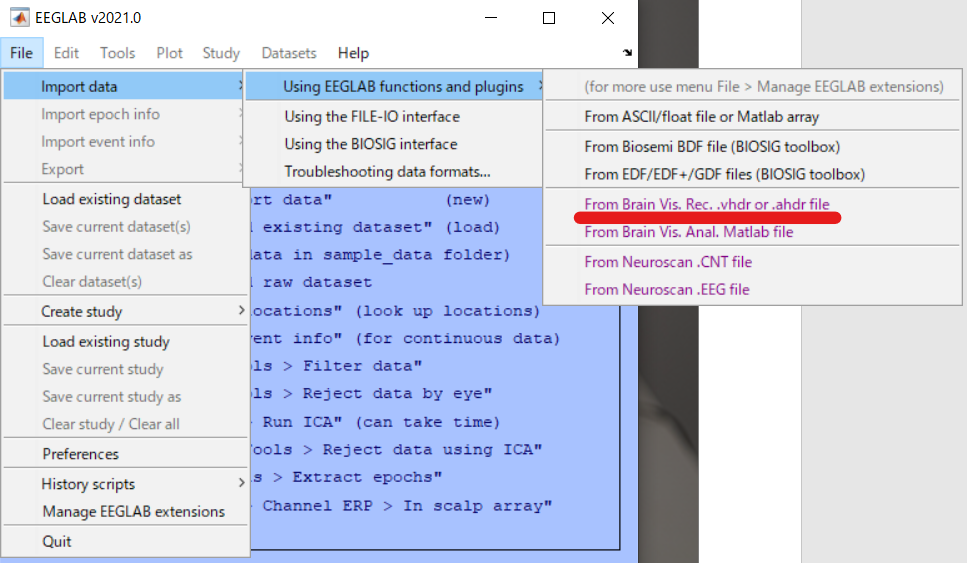 EEGLAB v2021.0
File Edit Tools Plot Study Datasets Help
Import data
Import epoch info
Import event info
Export
Load existing dataset
Save current dataset(s)
Save current dataset as
Clear dataset(s)
Create study
Load existing study
Save current study
Save current study as
Clear study / Clear all
Preferences
History scripts
Manage EEGLAB extensions
Quit
Using EEGLAB functions and plugins
Using the FILE-IO interface
Using the BIOSIG interface
Troubleshooting data formats...
(for more use menu File > Manage EEGLAB extensions)
From ASCII/float file or Matlab array
From Biosemi BDF file (BIOSIG toolbox)
From EDF/EDF+/GDF files (BIOSIG toolbox)
From Brain Vis. Rec. .vhdr or .ahdr file
From Brain Vis. Anal. Matlab file
From Neuroscan .CNT file
From Neuroscan .EEG file
rt data" (new)
existing dataset" (load)
data in sample_data folder)
raw dataset
locations" (look up locations)
vent info" (for continuous data)
ls > Filter data"
ls > Reject data by eye"
> Run ICA" (can take time)
Tools > Reject data using ICA"
s > Extract epochs"
> Channel ERP > In scalp array"